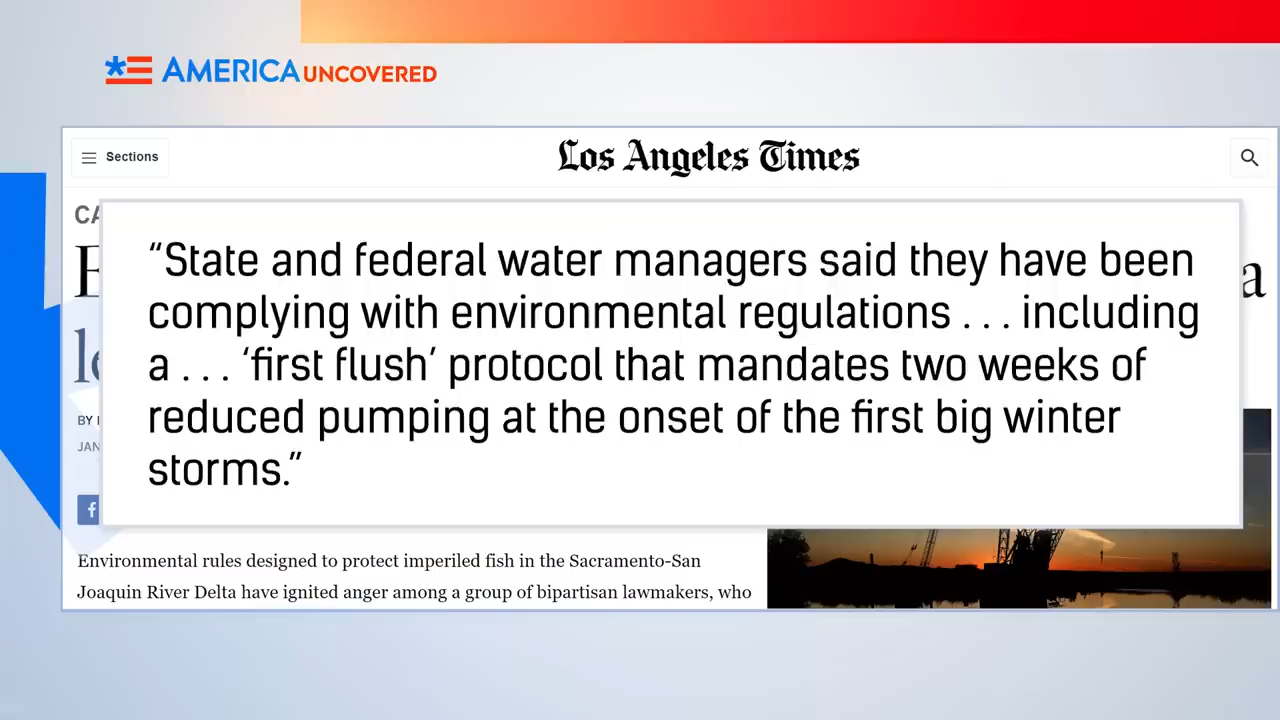 AMERICA UNCOVERED
Sections
Los Angeles Times
“State and federal water managers said they have been
complying with environmental regulations . . . including
a . . . ‘first flush’ protocol that mandates two weeks of
reduced pumping at the onset of the first big winter
storms.”
BY
JAN
Environmental rules designed to protect imperiled fish in the Sacramento-San
Joaquin River Delta have ignited anger among a group of bipartisan lawmakers, who